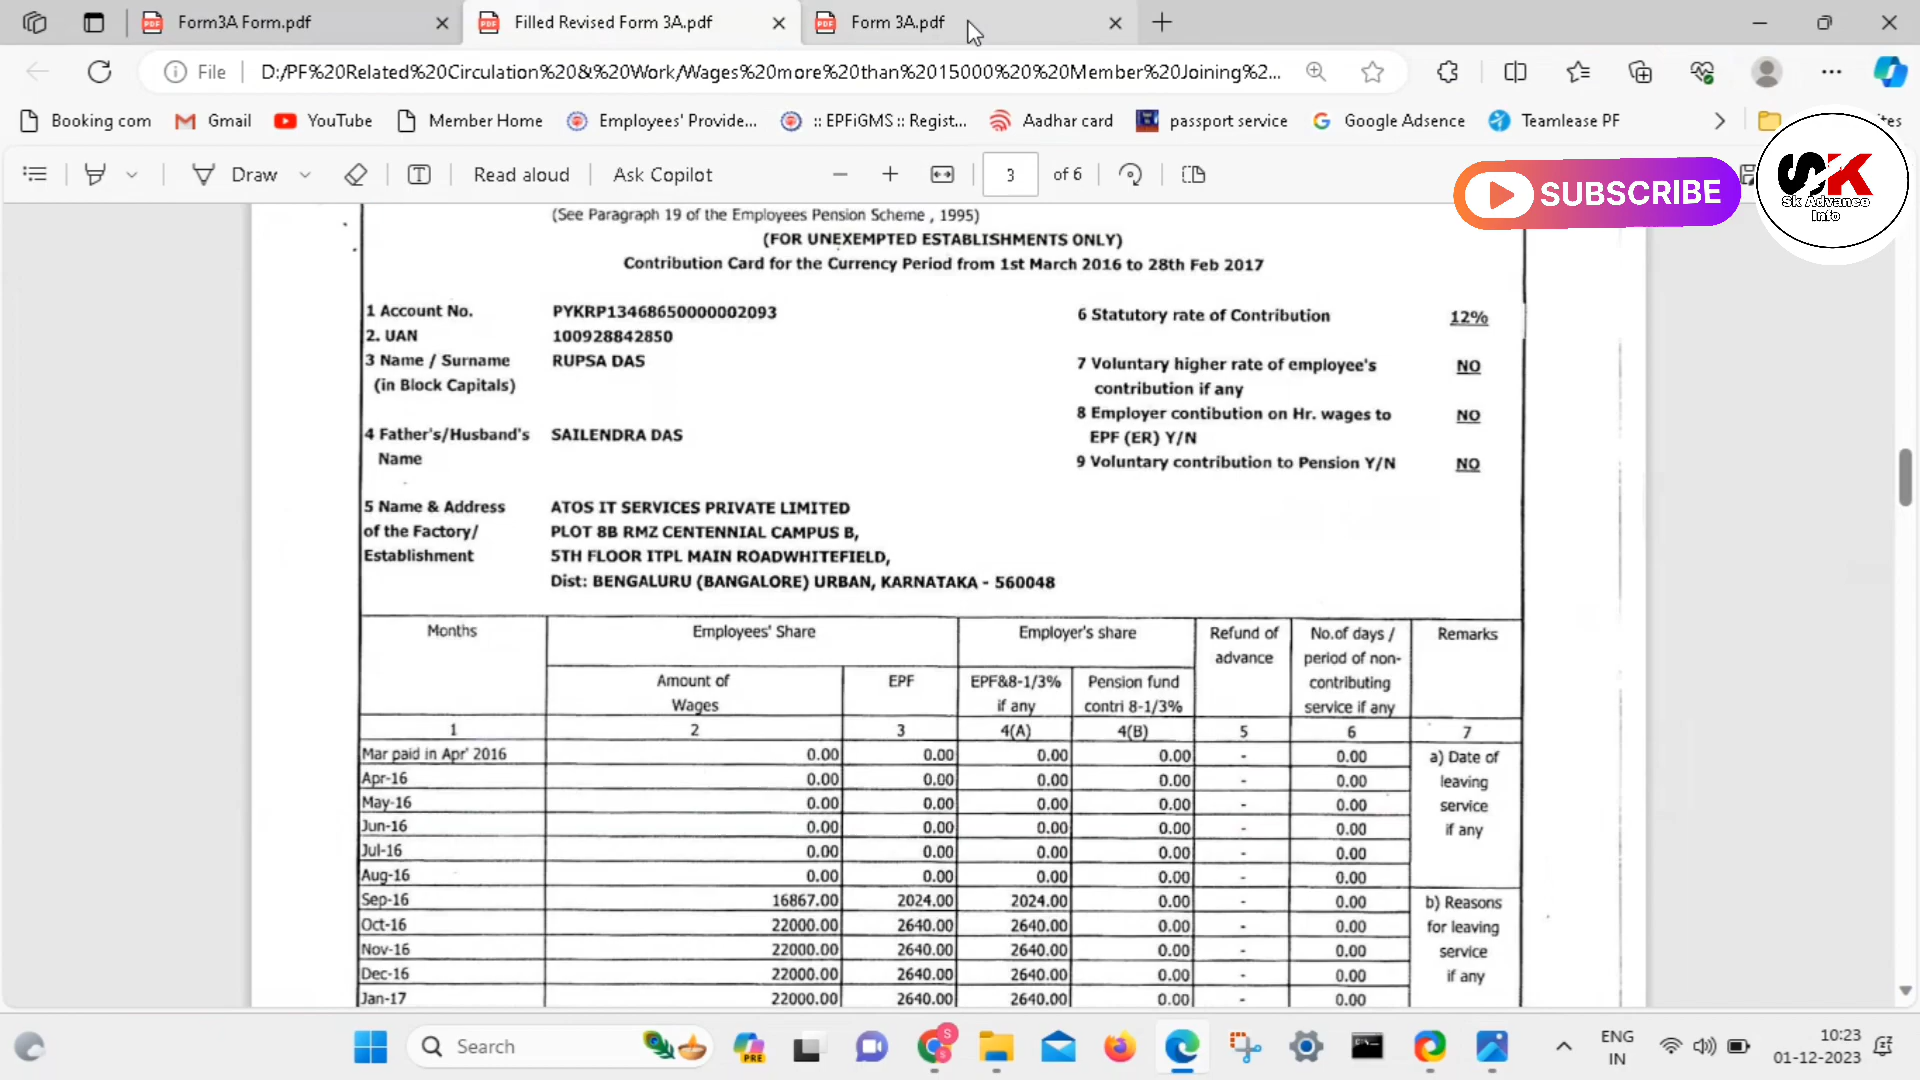 Form3A Form.pdf
Filled Revised Form 3A.pdf
Form 3A.pdf
File
D:/PF%20Related%20Circulation%20&%20Work/Wages%20more%20than%2015000%20%20Member%20Joining%2...
Booking com
Gmail
YouTube
Member Home
Employees' Provide...
:: EPFiGMS :: Regist...
Aadhar card
passport service
Google Adsence
Teamlease PF
ites
Draw
Read aloud
Ask Copilot
3 of 6
SUBSCRIBE
SK
Sk Advance
Info
(See Paragraph 19 of the Employees Pension Scheme , 1995)
(FOR UNEXEMPTED ESTABLISHMENTS ONLY)
Contribution Card for the Currency Period from 1st March 2016 to 28th Feb 2017
1 Account No. PYKRP13468650000002093
2. UAN 100928842850
3 Name / Surname RUPSA DAS
(in Block Capitals)
4 Father's/Husband's SAILENDRA DAS
Name
5 Name & Address ATOS IT SERVICES PRIVATE LIMITED
of the Factory/ PLOT 8B RMZ CENTENNIAL CAMPUS B,
Establishment 5TH FLOOR ITPL MAIN ROADWHITEFIELD,
Dist: BENGALURU (BANGALORE) URBAN, KARNATAKA - 560048
6 Statutory rate of Contribution 12%
7 Voluntary higher rate of employee's NO
contribution if any
8 Employer contibution on Hr. wages to NO
EPF (ER) Y/N
9 Voluntary contribution to Pension Y/N NO
Months Employees' Share Employer's share Refund of advance No.of days / period of non-contributing service if any Remarks
Amount of Wages EPF EPF&8-1/3% if any Pension fund contri 8-1/3%
1 2 3 4(A) 4(B) 5 6 7
Mar paid in Apr' 2016 0.00 0.00 0.00 0.00 - 0.00 a) Date of
Apr-16 0.00 0.00 0.00 0.00 - 0.00 leaving
May-16 0.00 0.00 0.00 0.00 - 0.00 service
Jun-16 0.00 0.00 0.00 0.00 - 0.00 if any
Jul-16 0.00 0.00 0.00 0.00 - 0.00
Aug-16 0.00 0.00 0.00 0.00 - 0.00
Sep-16 16867.00 2024.00 2024.00 0.00 - 0.00 b) Reasons
Oct-16 22000.00 2640.00 2640.00 0.00 - 0.00 for leaving
Nov-16 22000.00 2640.00 2640.00 0.00 - 0.00 service
Dec-16 22000.00 2640.00 2640.00 0.00 - 0.00 if any
Jan-17 22000.00 2640.00 2640.00 0.00 - 0.00
Search
PRE
ENG
IN
10:23
01-12-2023